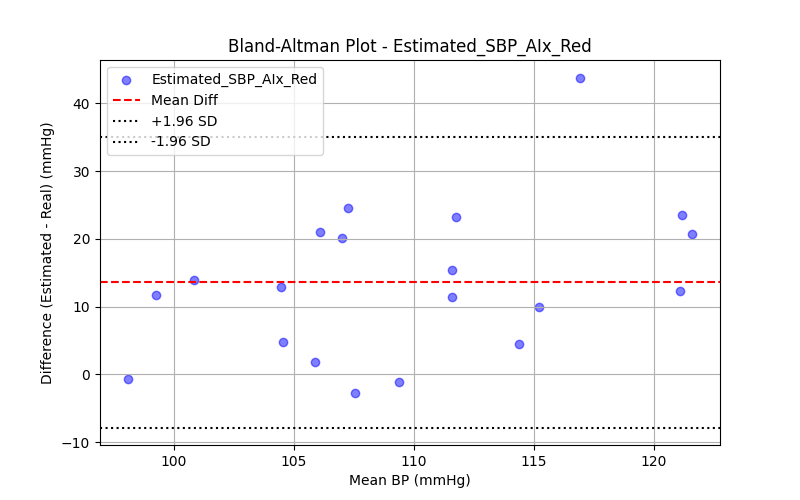 Bland-Altman Plot - Estimated_SBP_AIx_Red
Estimated_SBP_AIx_Red
Mean Diff
+1.96 SD
-1.96 SD
Difference (Estimated - Real) (mmHg)
40
30
20
10
0
−10
100
105
110
115
120
Mean BP (mmHg)